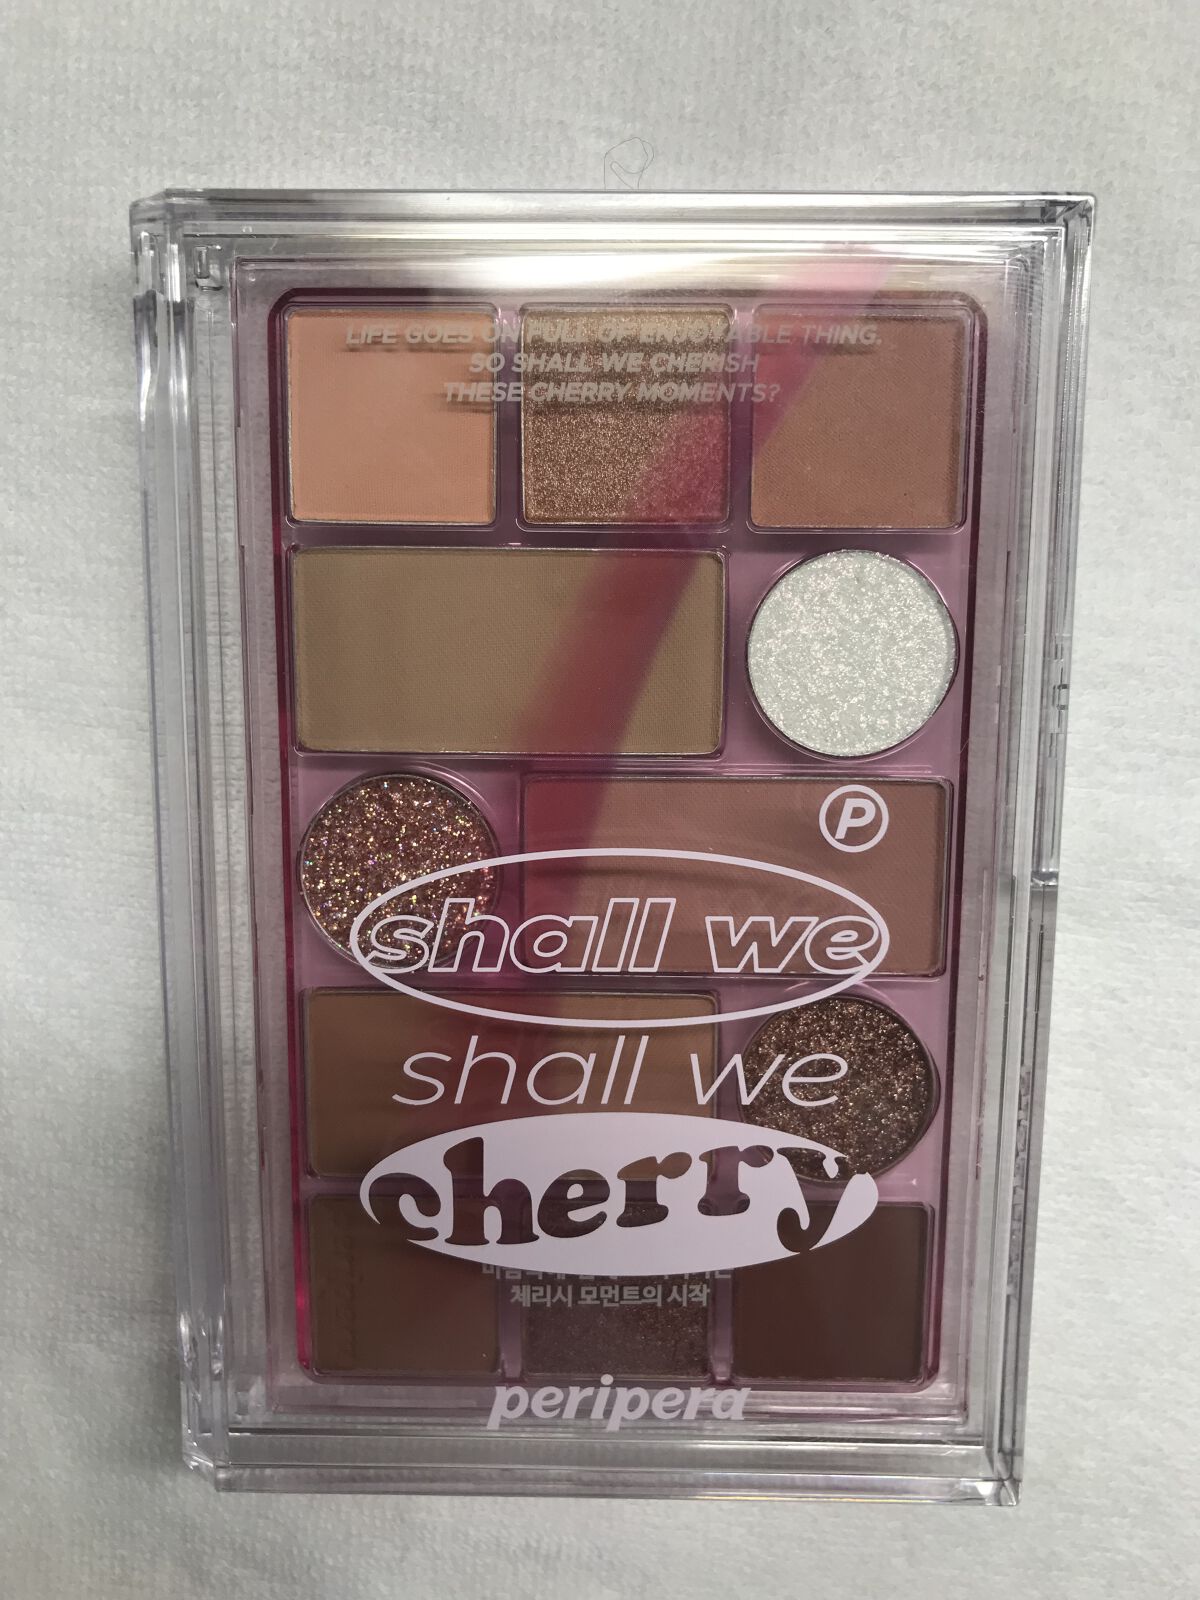 LIFE GOES ON FULL OF ENJOYABLE THING.
SO SHALL WE CHERISH
THESE CHERRY MOMENTS?
P
shall we
shall we
cherry
체리시 모먼트의 시작
peripera